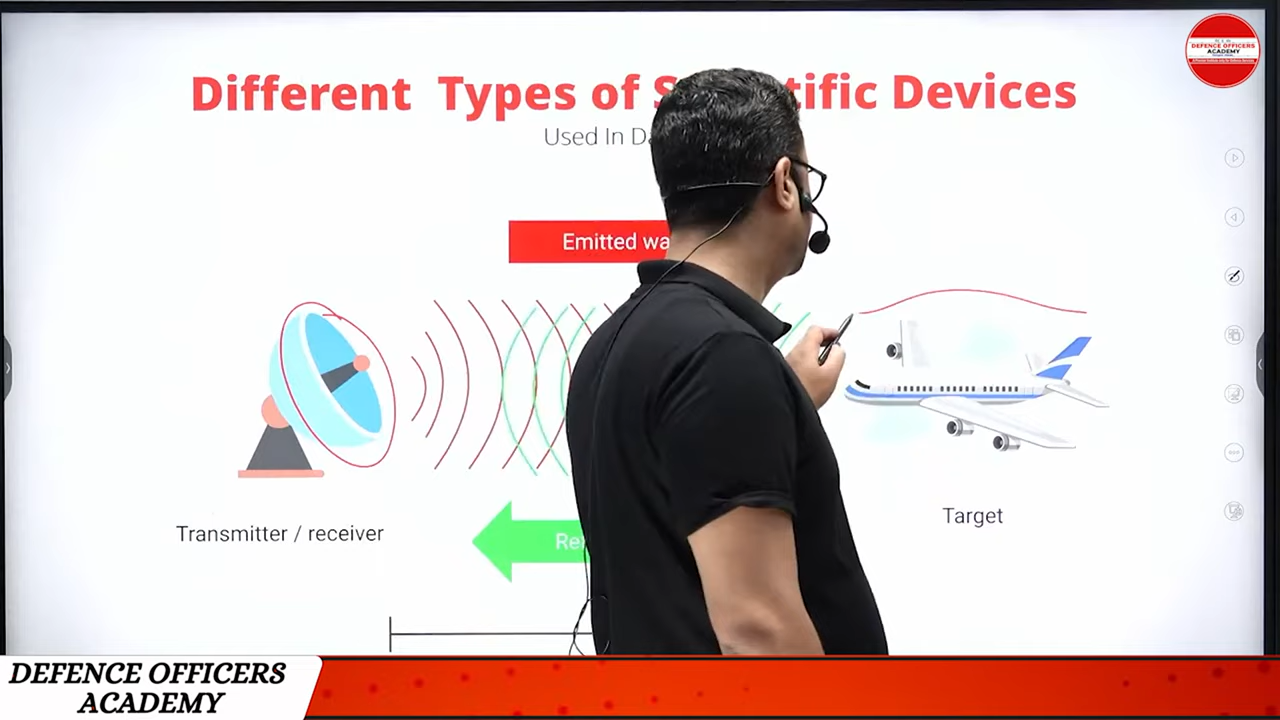 Different Types of S tific Devices
Used In Da
DEFENCE OFFICERS
ACADEMY
Emitted wa
Transmitter / receiver
Target
Re
DEFENCE OFFICERS
ACADEMY